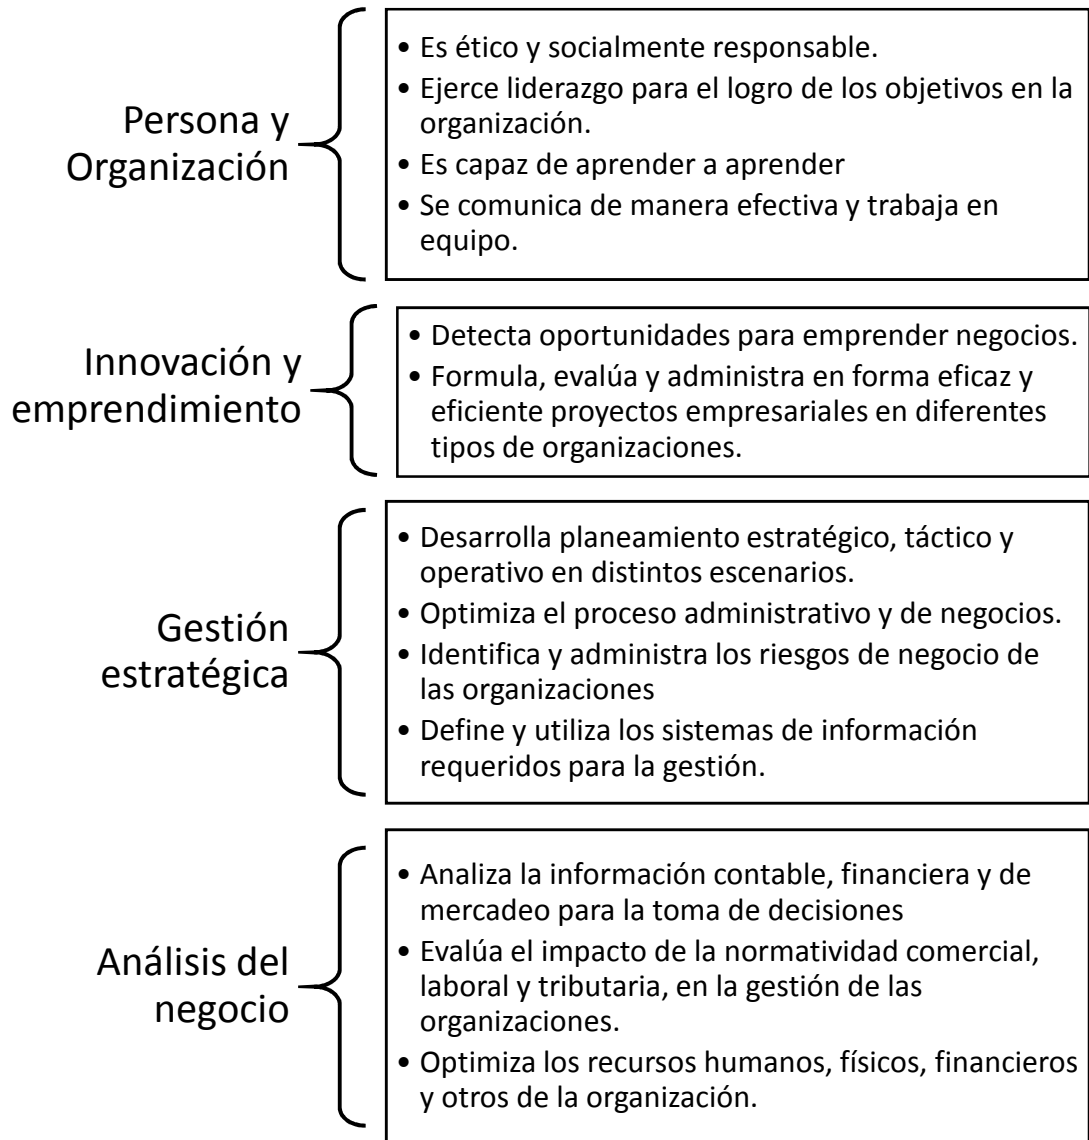 Persona y
Organización
• Es ético y socialmente responsable.
• Ejerce liderazgo para el logro de los objetivos en la
organización.
• Es capaz de aprender a aprender
• Se comunica de manera efectiva y trabaja en
equipo.
Innovación y
emprendimiento
• Detecta oportunidades para emprender negocios.
• Formula, evalúa y administra en forma eficaz y
eficiente proyectos empresariales en diferentes
tipos de organizaciones.
Gestión
estratégica
• Desarrolla planeamiento estratégico, táctico y
operativo en distintos escenarios.
• Optimiza el proceso administrativo y de negocios.
• Identifica y administra los riesgos de negocio de
las organizaciones
• Define y utiliza los sistemas de información
requeridos para la gestión.
Análisis del
negocio
• Analiza la información contable, financiera y de
mercadeo para la toma de decisiones
• Evalúa el impacto de la normatividad comercial,
laboral y tributaria, en la gestión de las
organizaciones.
• Optimiza los recursos humanos, físicos, financieros
y otros de la organización.